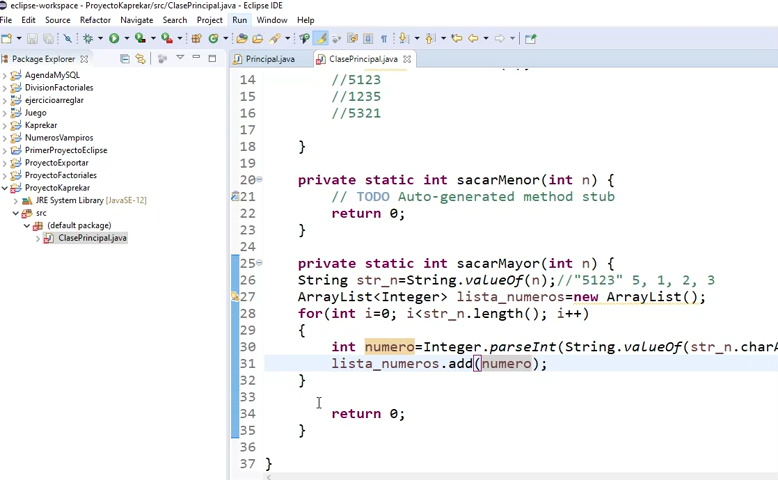 eclipse-workspace - ProyectoKaprekar/src/ClasePrincipal.java - Eclipse IDE
File Edit Source Refactor Navigate Search Project Run Window Help
Package Explorer
AgendaMySQL
DivisionFactoriales
ejercicioarreglar
Juego
Kaprekar
NumerosVampiros
PrimerProyectoEclipse
ProyectoExportar
ProyectoFactoriales
ProyectoKaprekar
JRE System Library [JavaSE-12]
src
(default package)
ClasePrincipal.java
Principal.java ClasePrincipal.java
14 //5123
15 //1235
16 //5321
17
18 }
19
20 private static int sacarMenor(int n) {
21 // TODO Auto-generated method stub
22 return 0;
23 }
24
25 private static int sacarMayor(int n) {
26 String str_n=String.valueOf(n);//"5123" 5, 1, 2, 3
27 ArrayList<Integer> lista_numeros=new ArrayList();
28 for(int i=0; i<str_n.length(); i++)
29 {
30 int numero=Integer.parseInt(String.valueOf(str_n.charA
31 lista_numeros.add(numero);
32 }
33
34 return 0;
35 }
36
37 }